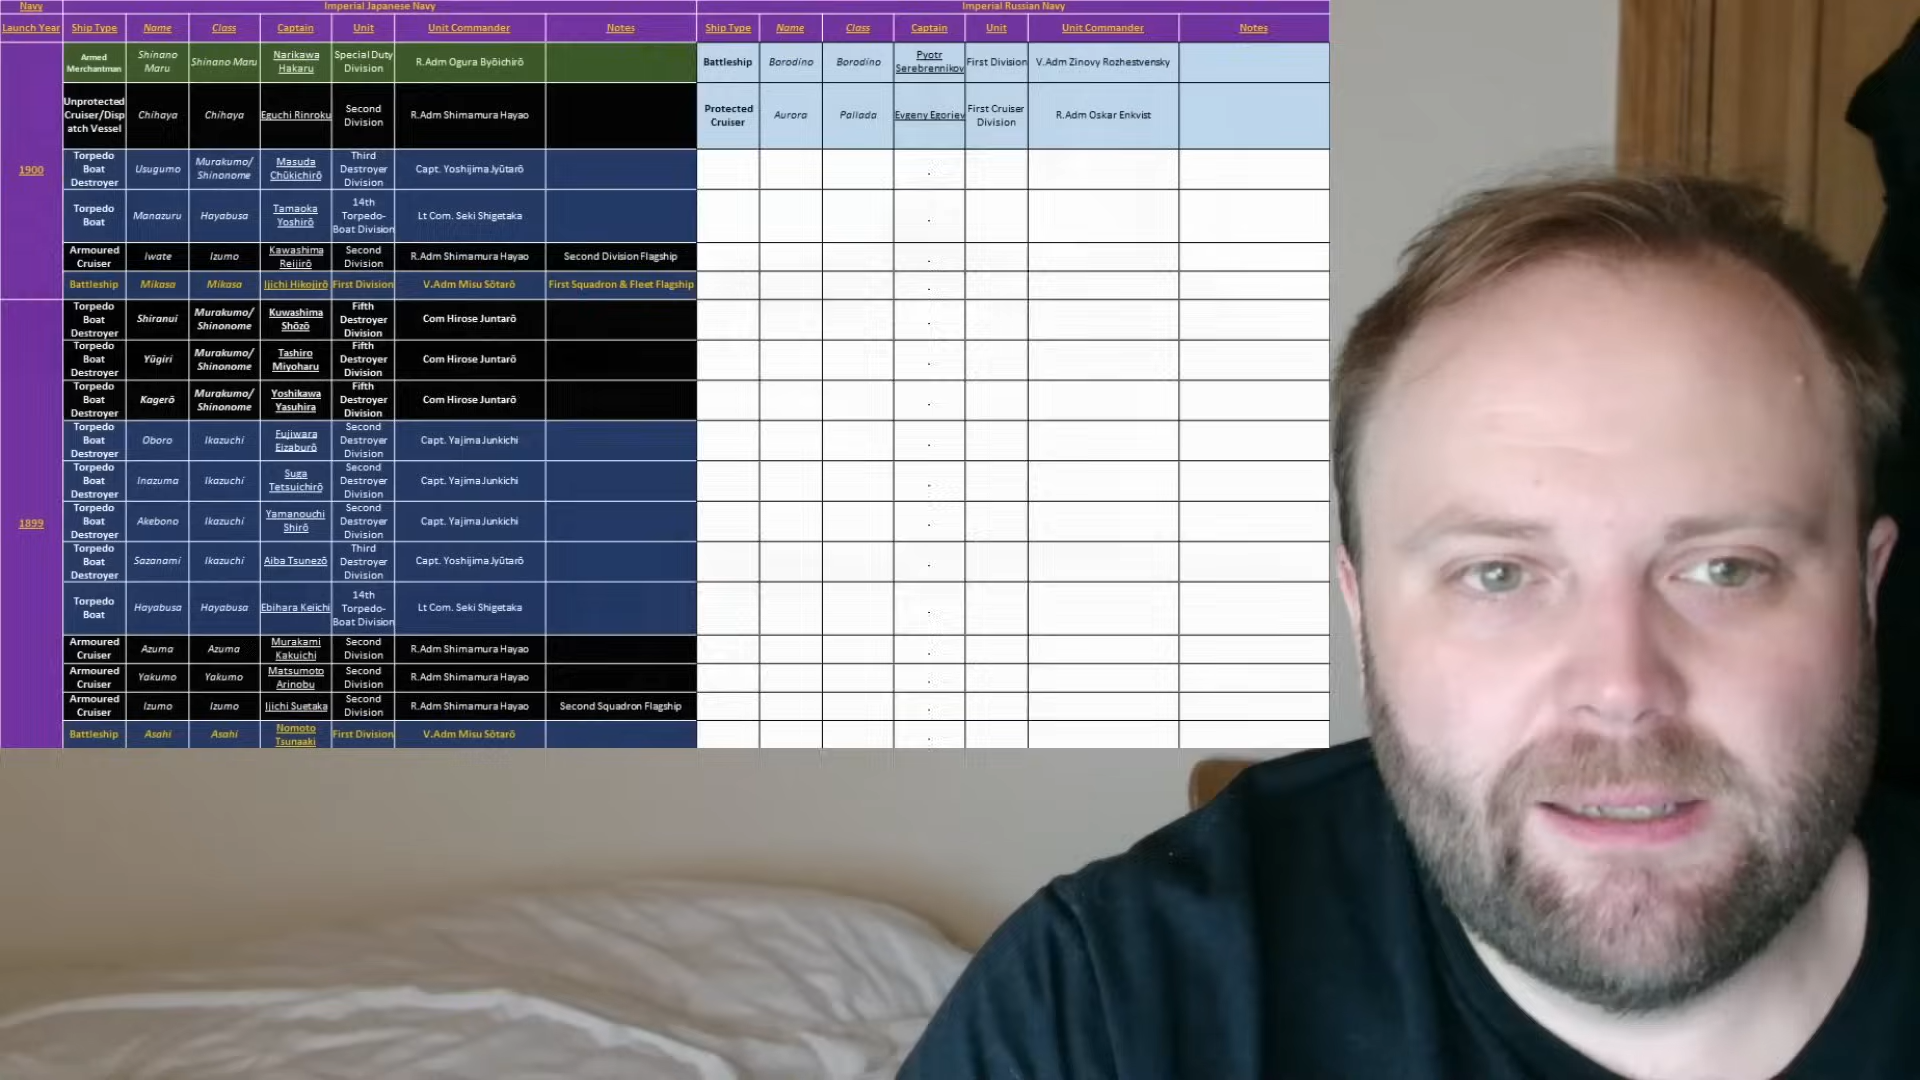 Navy Imperial Japanese Navy Imperial Russian Navy
Launch Year Ship Type Name Class Captain Unit Unit Commander Notes Ship Type Name Class Captain Unit Unit Commander Notes
1900
Armed Merchantman Shinano Maru Shinano Maru Narikawa Hakaru Special Duty Division R.Adm Ogura Byōichirō Battleship Borodino Borodino Pyotr Serebrennikov First Division V.Adm Zinovy Rozhestvensky
Unprotected Cruiser/Dispatch Vessel Chihaya Chihaya Eguchi Rinroku Second Division R.Adm Shimamura Hayao Protected Cruiser Aurora Pallada Evgeny Egoriev First Cruiser Division R.Adm Oskar Enkvist
Torpedo Boat Destroyer Usugumo Murakumo/Shinonome Masuda Chūkichirō Third Destroyer Division Capt. Yoshijima Jyūtarō
Torpedo Boat Manazuru Hayabusa Tamaoka Yoshirō 14th Torpedo-Boat Division Lt Com. Seki Shigetaka
Armoured Cruiser Iwate Izumo Kawashima Reijirō Second Division R.Adm Shimamura Hayao Second Division Flagship
Battleship Mikasa Mikasa Ijichi Hikojirō First Division V.Adm Misu Sōtarō First Squadron & Fleet Flagship
1899
Torpedo Boat Destroyer Shiranui Murakumo/Shinonome Kuwashima Shōzō Fifth Destroyer Division Com Hirose Juntarō
Torpedo Boat Destroyer Yūgiri Murakumo/Shinonome Tashiro Miyoharu Fifth Destroyer Division Com Hirose Juntarō
Torpedo Boat Destroyer Kagerō Murakumo/Shinonome Yoshikawa Yasuhira Fifth Destroyer Division Com Hirose Juntarō
Torpedo Boat Destroyer Oboro Ikazuchi Fujiwara Eizaburō Second Destroyer Division Capt. Yajima Junkichi
Torpedo Boat Destroyer Inazuma Ikazuchi Suga Tetsuichirō Second Destroyer Division Capt. Yajima Junkichi
Torpedo Boat Destroyer Akebono Ikazuchi Yamanouchi Shirō Second Destroyer Division Capt. Yajima Junkichi
Torpedo Boat Destroyer Sazanami Ikazuchi Aiba Tsunezō Third Destroyer Division Capt. Yoshijima Jyūtarō
Torpedo Boat Hayabusa Hayabusa Ebihara Keiichi 14th Torpedo-Boat Division Lt Com. Seki Shigetaka
Armoured Cruiser Azuma Azuma Murakami Kakuichi Second Division R.Adm Shimamura Hayao
Armoured Cruiser Yakumo Yakumo Matsumoto Arinobu Second Division R.Adm Shimamura Hayao
Armoured Cruiser Izumo Izumo Ijichi Suetaka Second Division R.Adm Shimamura Hayao Second Squadron Flagship
Battleship Asahi Asahi Nomoto Tsunaaki First Division V.Adm Misu Sōtarō